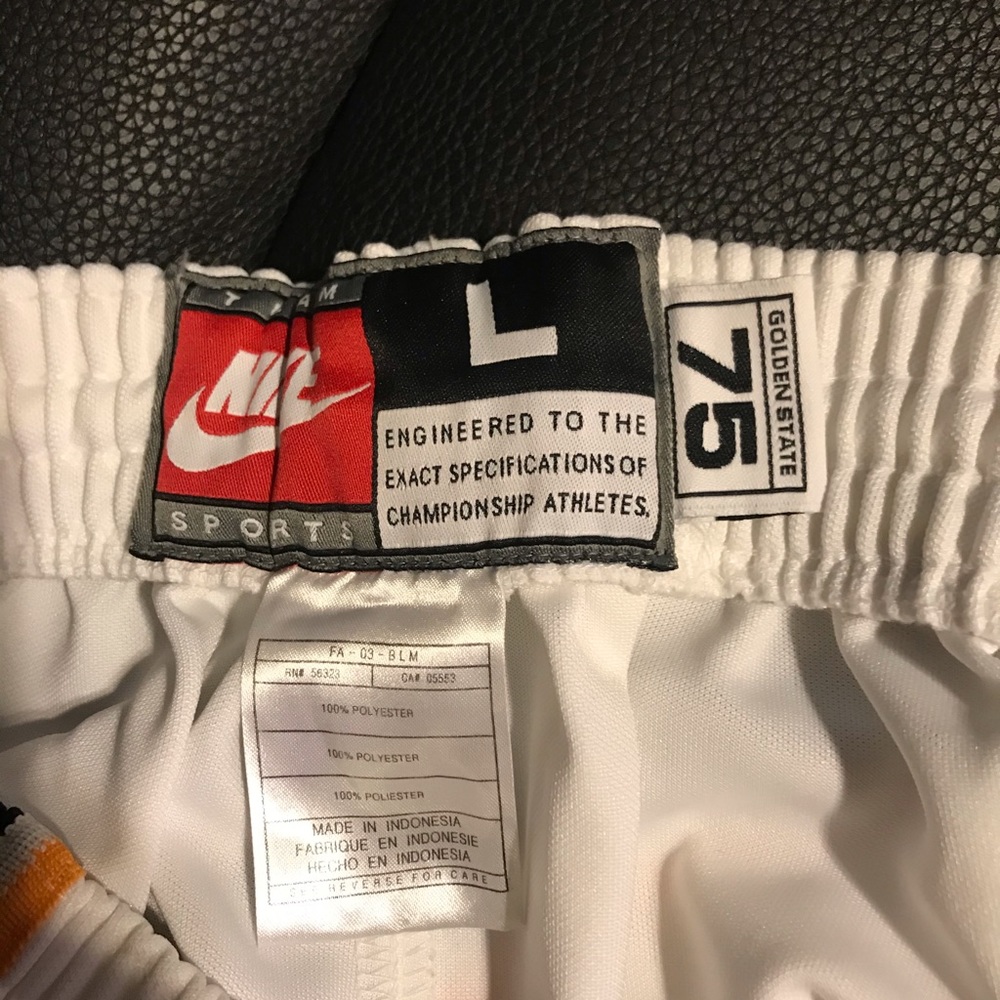 TEAM
NIKE
SPORTS
L
ENGINEERED TO THE
EXACT SPECIFICATIONS OF
CHAMPIONSHIP ATHLETES.
75
GOLDEN STATE
FA - 03 - BLM
RN# 56323
CA# 05553
100% POLYESTER
100% POLYESTER
100% POLIESTER
MADE IN INDONESIA
FABRIQUE EN INDONESIE
HECHO EN INDONESIA
REVERSE FOR CARE